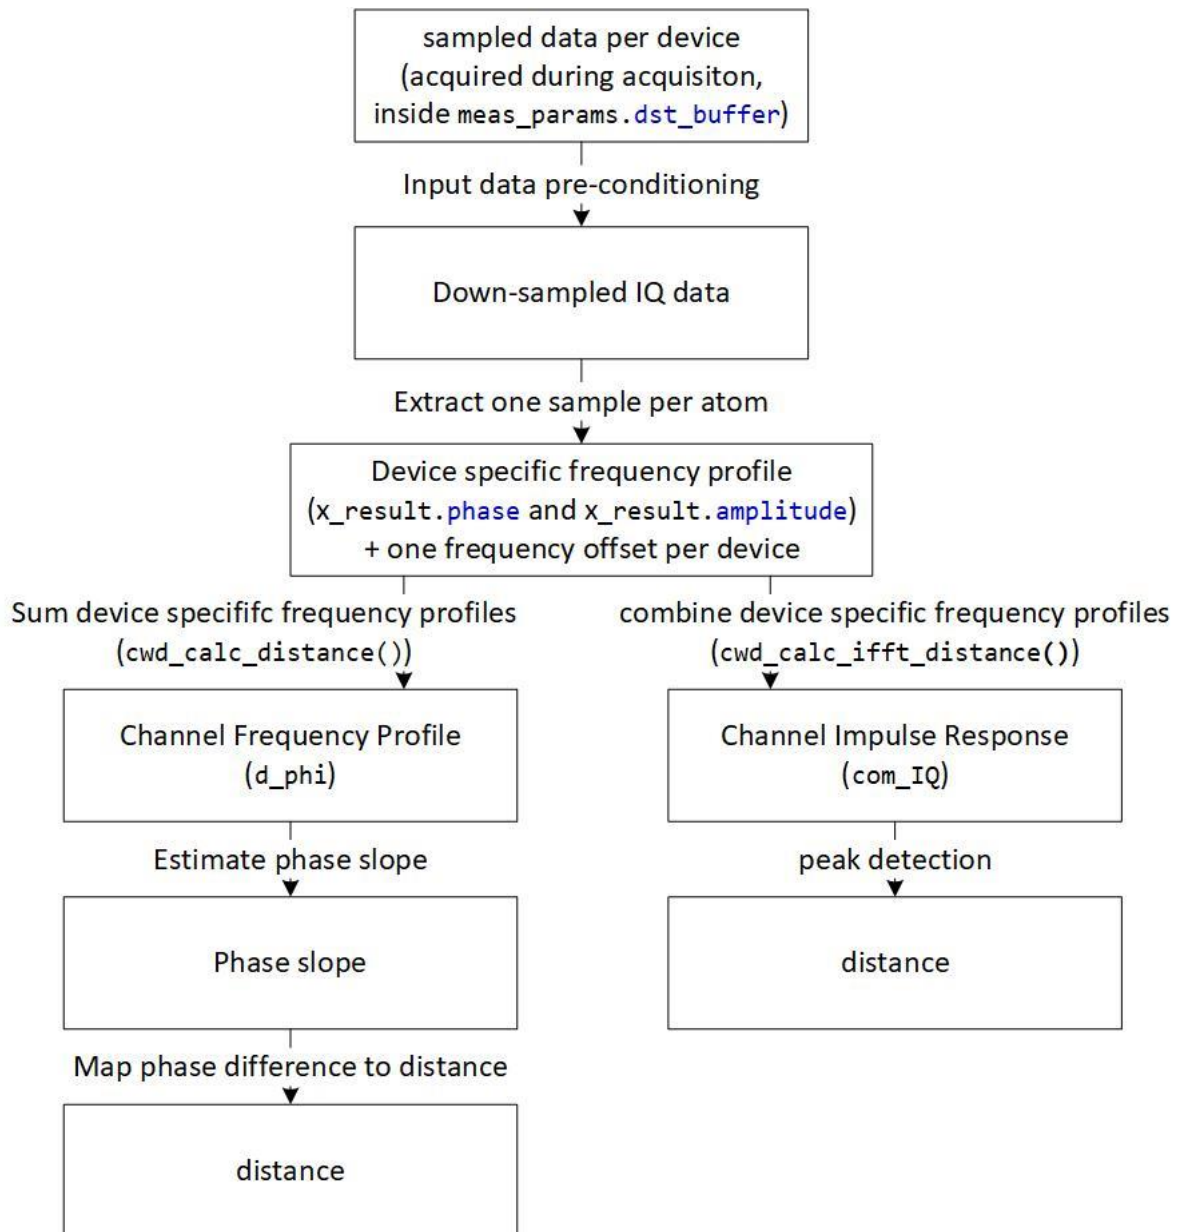 sampled data per device
(acquired during acquisiton,
inside meas_params.dst_buffer)
Input data pre-conditioning
Down-sampled IQ data
Extract one sample per atom
Device specific frequency profile
(x_result.phase and x_result.amplitude)
+ one frequency offset per device
Sum device specififc frequency profiles
(cwd_calc_distance())
combine device specific frequency profiles
(cwd_calc_ifft_distance())
Channel Frequency Profile
(d_phi)
Channel Impulse Response
(com_IQ)
Estimate phase slope
peak detection
Phase slope
distance
Map phase difference to distance
distance